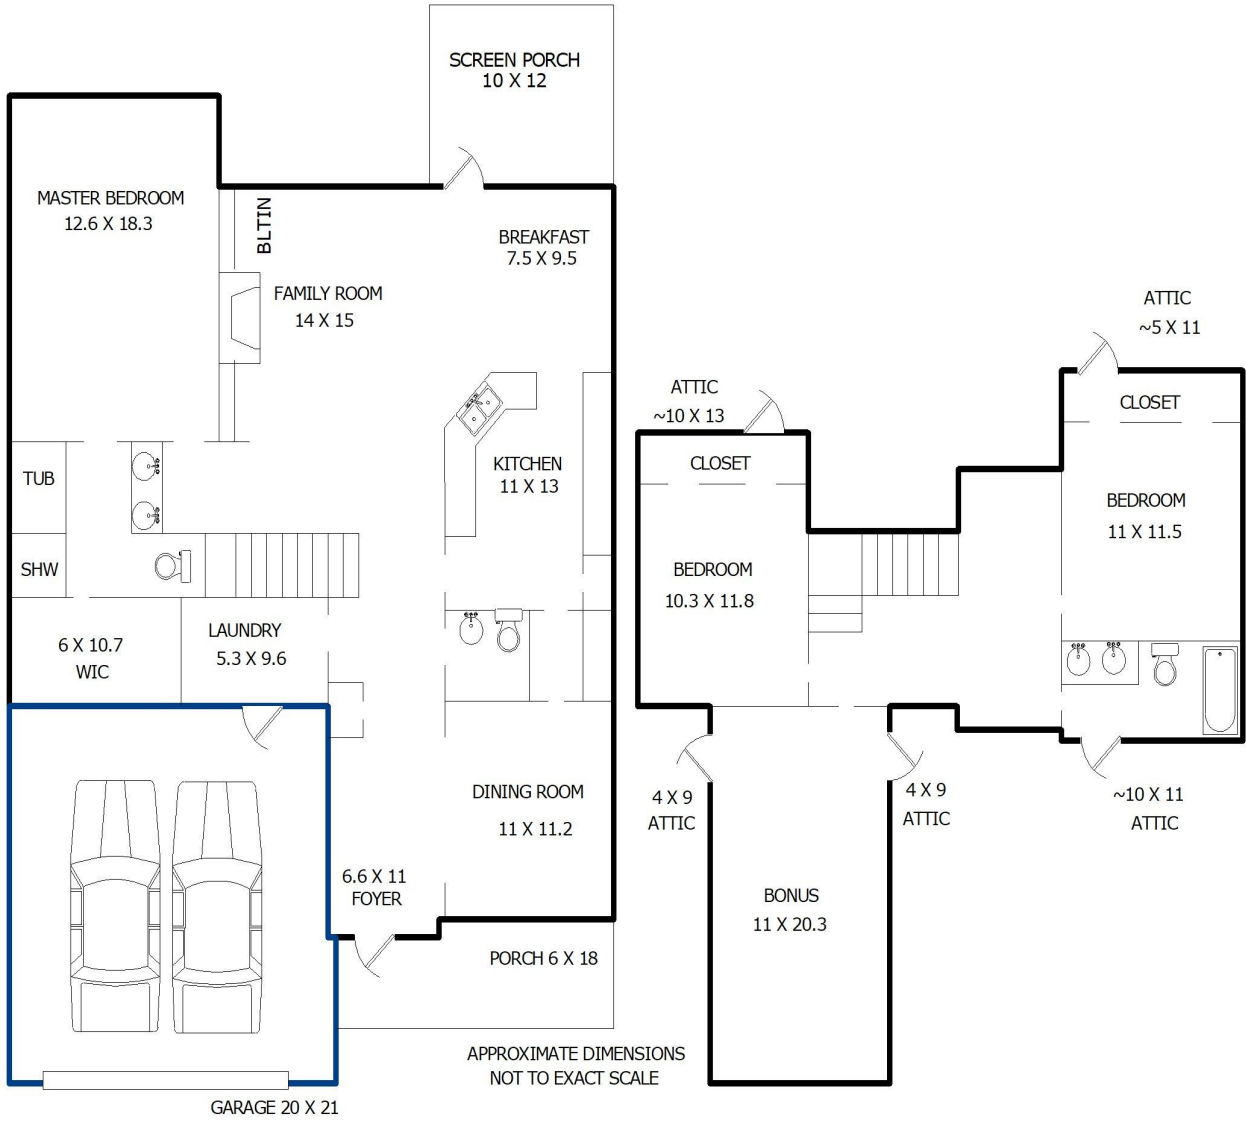 SCREEN PORCH
10 X 12
MASTER BEDROOM
12.6 X 18.3
BLTIN
BREAKFAST
7.5 X 9.5
FAMILY ROOM
14 X 15
KITCHEN
11 X 13
TUB
SHW
6 X 10.7
WIC
LAUNDRY
5.3 X 9.6
DINING ROOM
11 X 11.2
6.6 X 11
FOYER
PORCH 6 X 18
GARAGE 20 X 21
APPROXIMATE DIMENSIONS
NOT TO EXACT SCALE
ATTIC
~10 X 13
CLOSET
BEDROOM
10.3 X 11.8
ATTIC
~5 X 11
CLOSET
BEDROOM
11 X 11.5
4 X 9
ATTIC
4 X 9
ATTIC
~10 X 11
ATTIC
BONUS
11 X 20.3